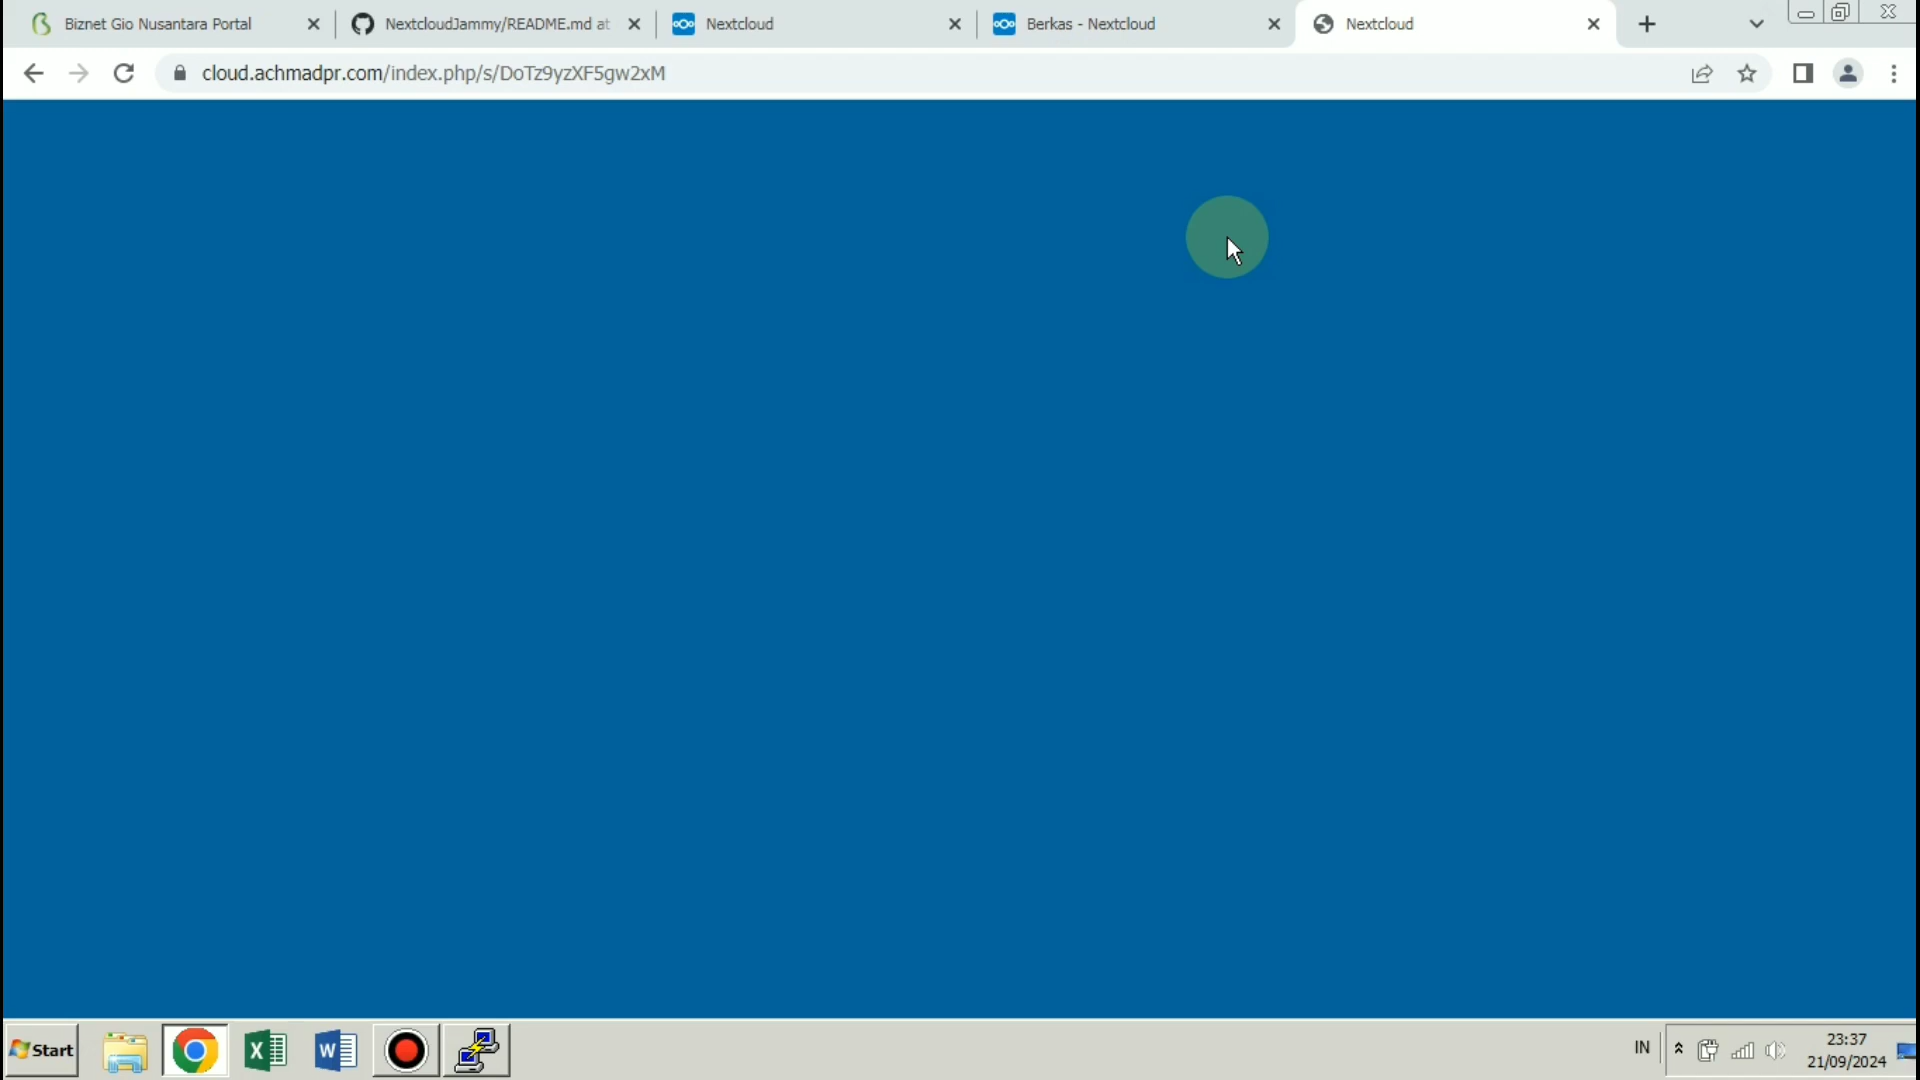 Biznet Gio Nusantara Portal
NextcloudJammy/README.md at
Nextcloud
Berkas - Nextcloud
Nextcloud
cloud.achmadpr.com/index.php/s/DoTz9yzXF5gw2xM
Start
IN
23:37
21/09/2024